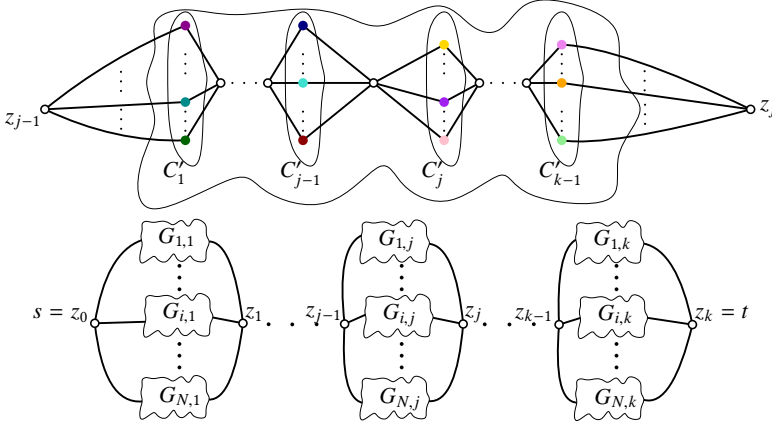 z_{j−1} z_j
C′_1 C′_{j−1} C′_j C′_{k−1}
G_{1,1} G_{1,j} G_{1,k}
s = z_0 G_{i,1} z_1 z_{j−1} G_{i,j} z_j z_{k−1} G_{i,k} z_k = t
G_{N,1} G_{N,j} G_{N,k}